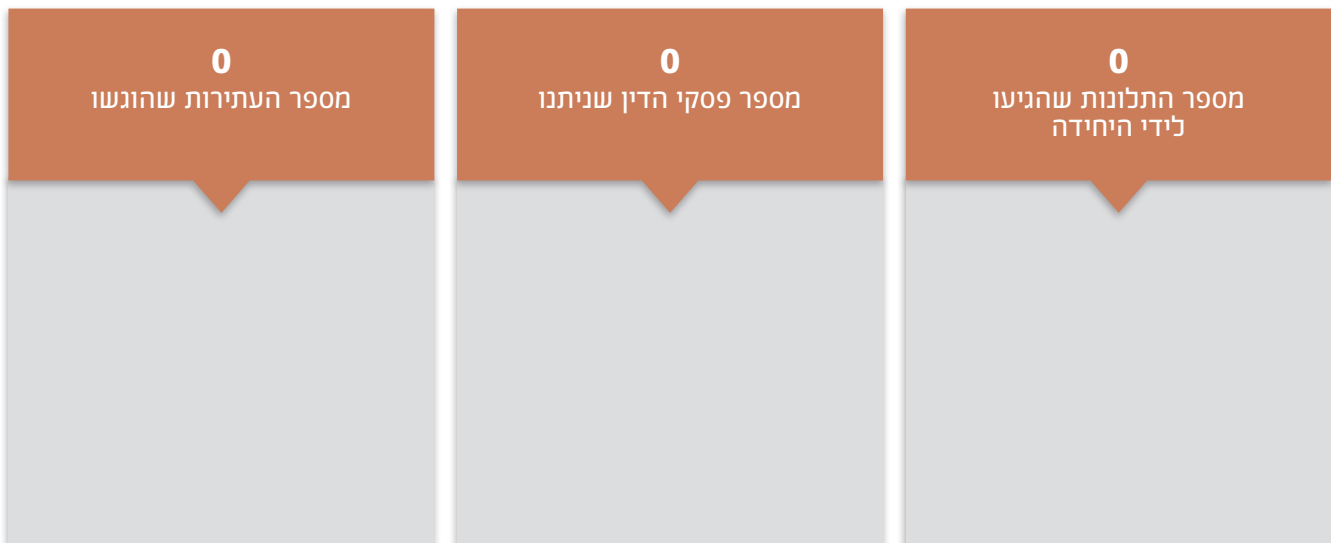 0
מספר התלונות שהגיעו
לידי היחידה
0
מספר פסקי הדין שניתנו
0
מספר העתירות שהוגשו